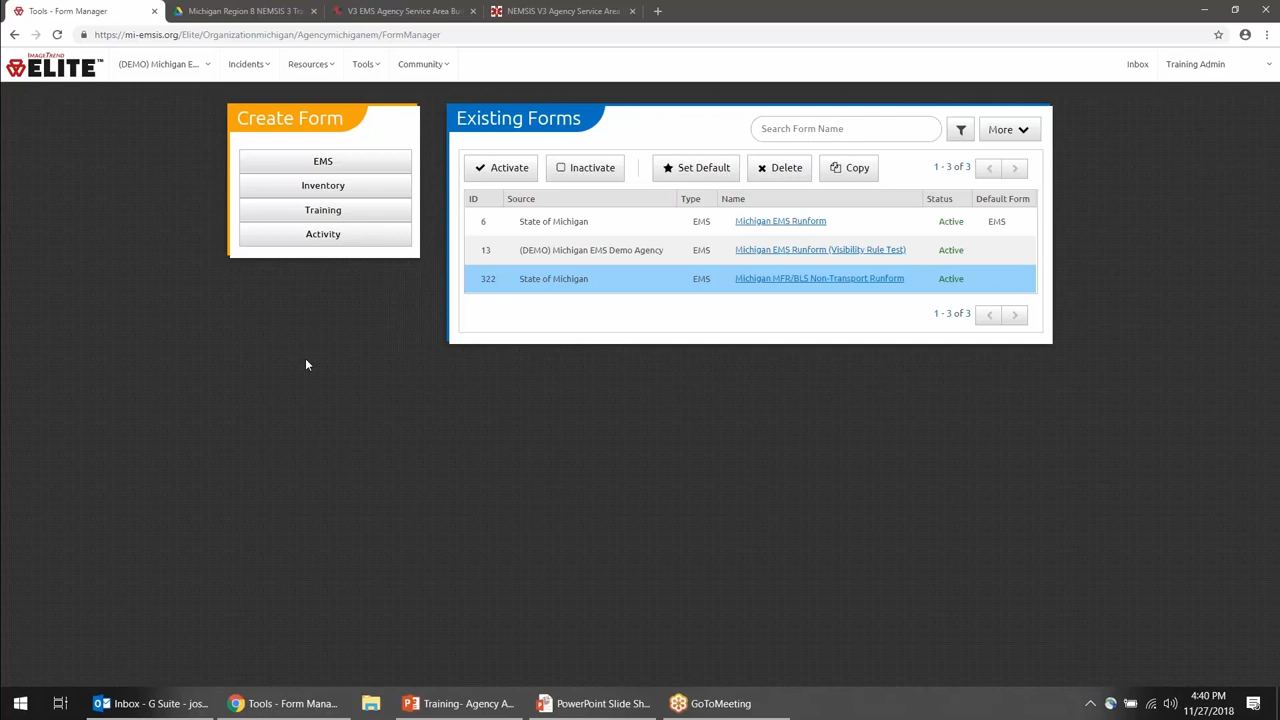 Tools - Form Manager
Michigan Region 8 NEMSIS 3 Tra
V3 EMS Agency Service Area Bu
NEMSIS V3 Agency Service Area
https://mi-emsis.org/Elite/Organizationmichigan/Agencymichiganem/FormManager
IMAGETREND
ELITE™
(DEMO) Michigan E...
Incidents
Resources
Tools
Community
Inbox
Training Admin
Create Form
EMS
Inventory
Training
Activity
Existing Forms
Search Form Name
More
Activate
Inactivate
Set Default
Delete
Copy
1 - 3 of 3
ID Source Type Name Status Default Form
6 State of Michigan EMS Michigan EMS Runform Active EMS
13 (DEMO) Michigan EMS Demo Agency EMS Michigan EMS Runform (Visibility Rule Test) Active
322 State of Michigan EMS Michigan MFR/BLS Non-Transport Runform Active
1 - 3 of 3
Inbox - G Suite - jos...
Tools - Form Mana...
Training- Agency A...
PowerPoint Slide Sh...
GoToMeeting
4:40 PM
11/27/2018